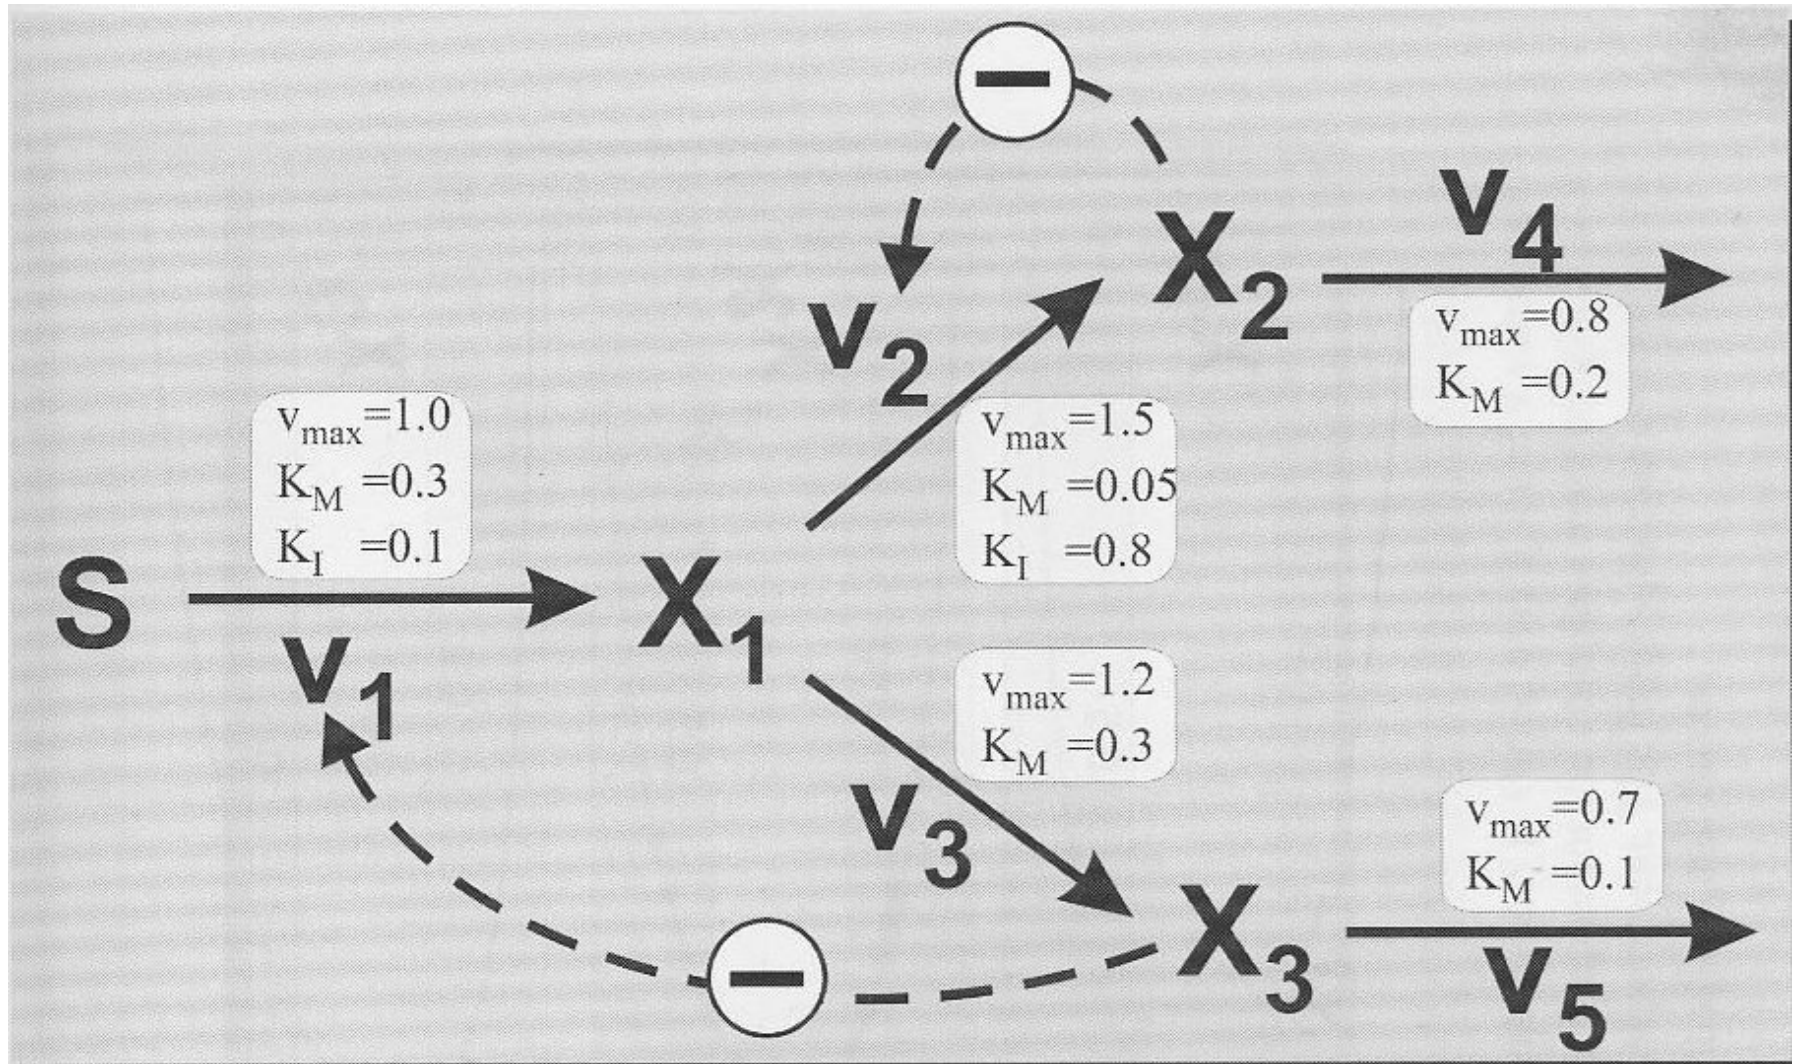 −
v4
X2
vmax=0.8
KM =0.2
v2
vmax=1.0
KM =0.3
KI =0.1
vmax=1.5
KM =0.05
KI =0.8
S
X1
v1
vmax=1.2
KM =0.3
v3
vmax=0.7
KM =0.1
X3
−
v5